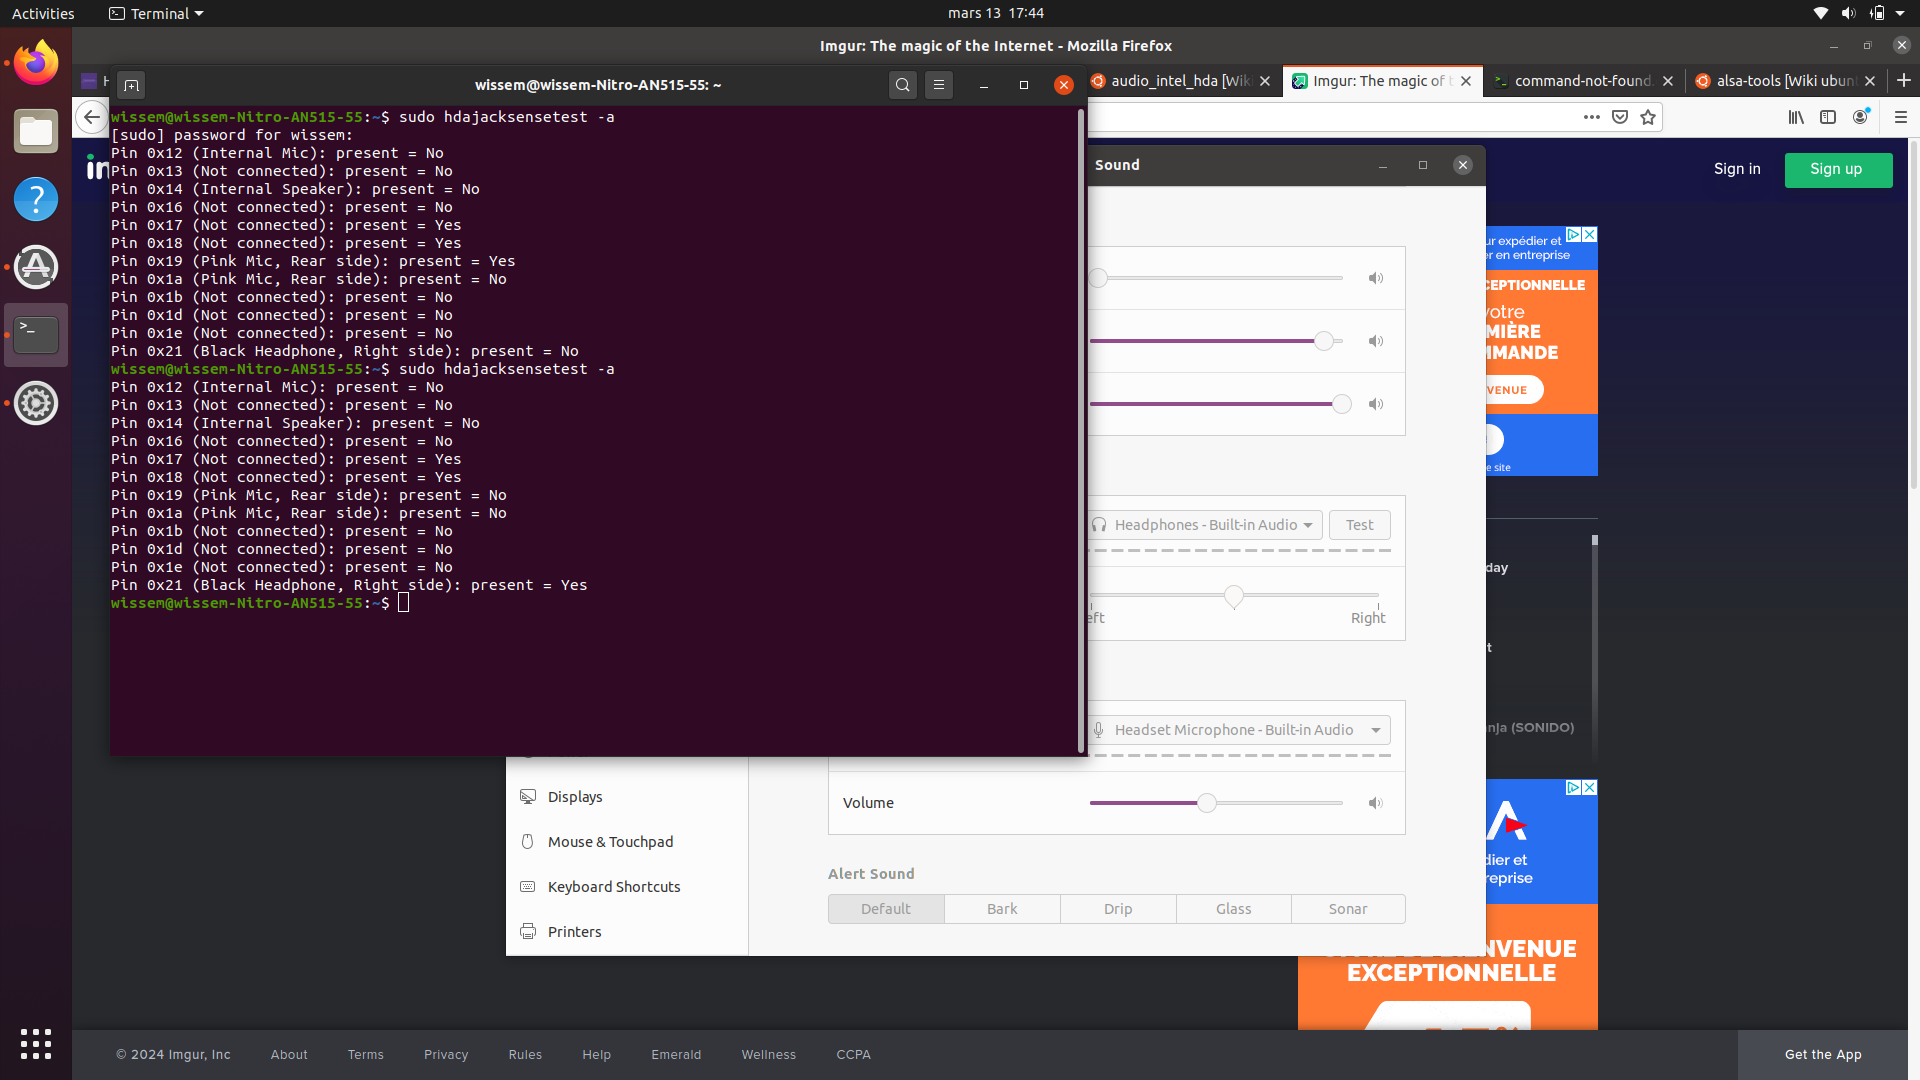 Activities
Terminal
mars 13 17:44
Imgur: The magic of the Internet - Mozilla Firefox
wissem@wissem-Nitro-AN515-55: ~
audio_intel_hda [Wiki
Imgur: The magic of t
command-not-found.
alsa-tools [Wiki ubun
wissem@wissem-Nitro-AN515-55:~$ sudo hdajacksensetest -a
[sudo] password for wissem:
Pin 0x12 (Internal Mic): present = No
Pin 0x13 (Not connected): present = No
Pin 0x14 (Internal Speaker): present = No
Pin 0x16 (Not connected): present = No
Pin 0x17 (Not connected): present = Yes
Pin 0x18 (Not connected): present = Yes
Pin 0x19 (Pink Mic, Rear side): present = Yes
Pin 0x1a (Pink Mic, Rear side): present = No
Pin 0x1b (Not connected): present = No
Pin 0x1d (Not connected): present = No
Pin 0x1e (Not connected): present = No
Pin 0x21 (Black Headphone, Right side): present = No
wissem@wissem-Nitro-AN515-55:~$ sudo hdajacksensetest -a
Pin 0x12 (Internal Mic): present = No
Pin 0x13 (Not connected): present = No
Pin 0x14 (Internal Speaker): present = No
Pin 0x16 (Not connected): present = No
Pin 0x17 (Not connected): present = Yes
Pin 0x18 (Not connected): present = Yes
Pin 0x19 (Pink Mic, Rear side): present = No
Pin 0x1a (Pink Mic, Rear side): present = No
Pin 0x1b (Not connected): present = No
Pin 0x1d (Not connected): present = No
Pin 0x1e (Not connected): present = No
Pin 0x21 (Black Headphone, Right side): present = Yes
wissem@wissem-Nitro-AN515-55:~$
Sound
Headphones - Built-in Audio
Test
eft
Right
Headset Microphone - Built-in Audio
Volume
Alert Sound
Default
Bark
Drip
Glass
Sonar
Displays
Mouse & Touchpad
Keyboard Shortcuts
Printers
im
Sign in
Sign up
ur expédier et
er en entreprise
CEPTIONNELLE
votre
MIÈRE
MMANDE
VENUE
e site
day
t
nja (SONIDO)
dier et
reprise
NVENUE
EXCEPTIONNELLE
© 2024 Imgur, Inc
About
Terms
Privacy
Rules
Help
Emerald
Wellness
CCPA
Get the App